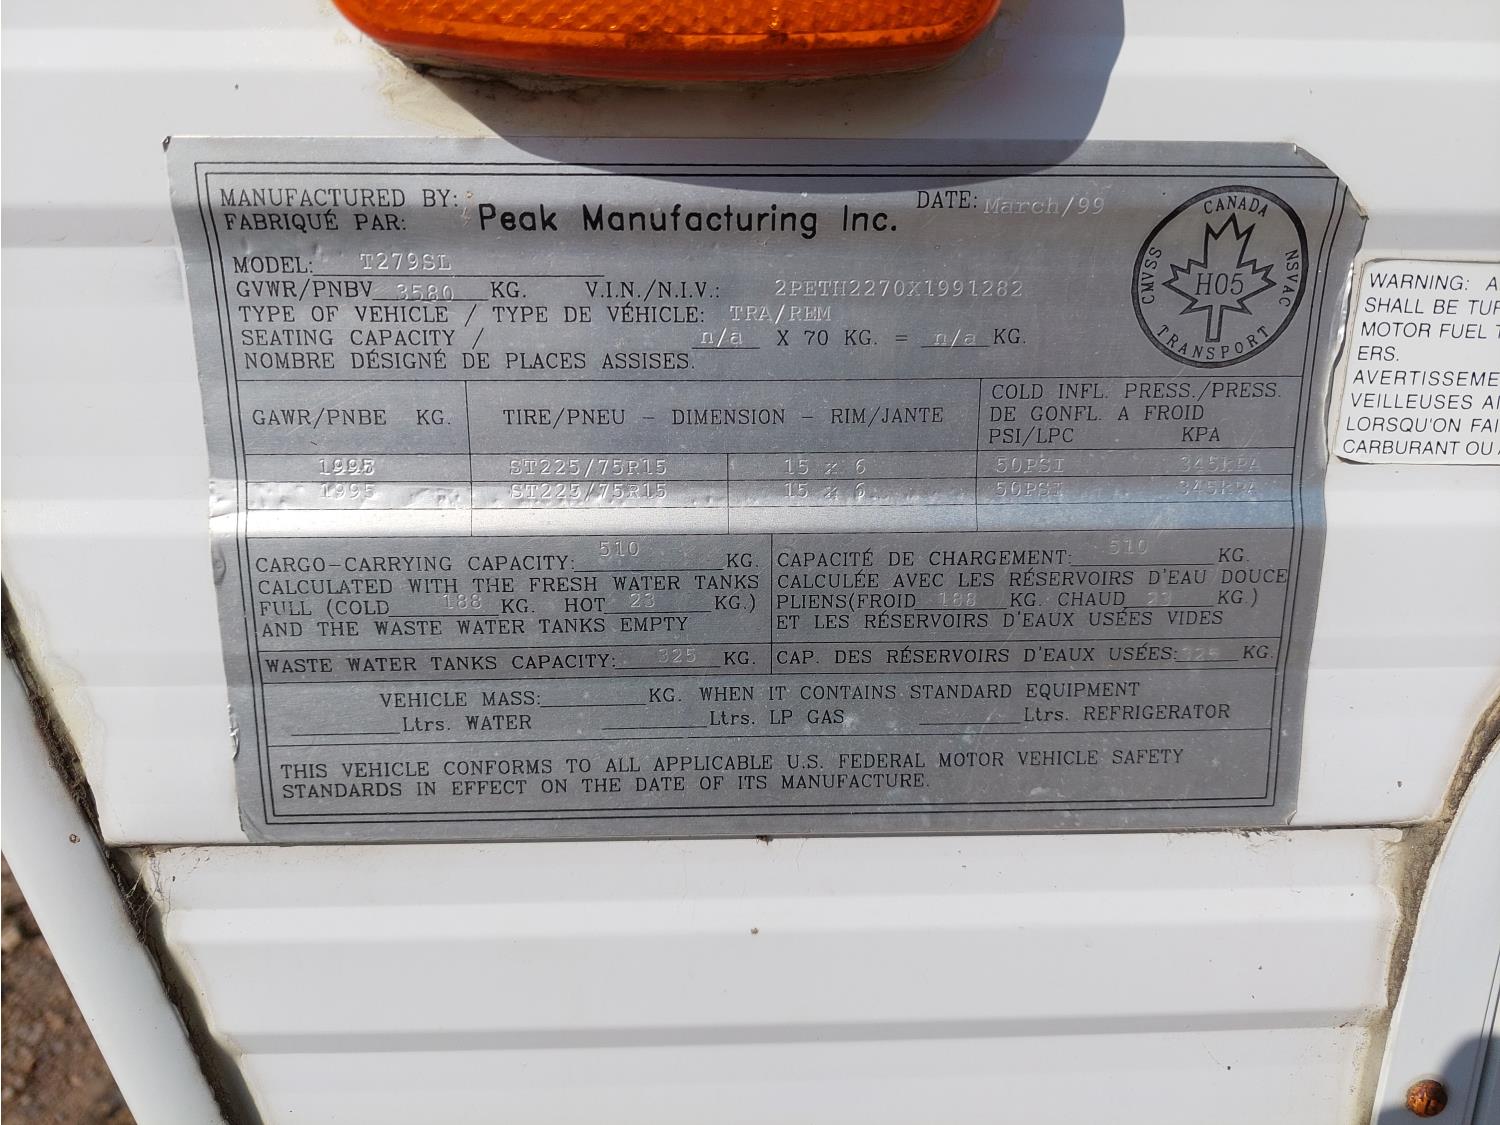 MANUFACTURED BY:
FABRIQUÉ PAR:
Peak Manufacturing Inc.
DATE: March/99
MODEL: T279SL
GVWR/PNBV 3580 KG. V.I.N./N.I.V.: 2PETH2270X1991282
TYPE OF VEHICLE / TYPE DE VÉHICLE: TRA/REM
SEATING CAPACITY / n/a X 70 KG. = n/a KG.
NOMBRE DÉSIGNÉ DE PLACES ASSISES.
CANADA
CMVSS
NSVAC
H05
TRANSPORT
GAWR/PNBE KG. TIRE/PNEU - DIMENSION - RIM/JANTE
COLD INFL. PRESS./PRESS.
DE GONFL. A FROID
PSI/LPC KPA
1995 ST225/75R15 15 x 6 50PSI 345KPA
1995 ST225/75R15 15 x 6 50PSI 345KPA
CARGO-CARRYING CAPACITY: 510 KG.
CALCULATED WITH THE FRESH WATER TANKS
FULL (COLD 188 KG. HOT 23 KG.)
AND THE WASTE WATER TANKS EMPTY
CAPACITÉ DE CHARGEMENT: 510 KG.
CALCULÉE AVEC LES RÉSERVOIRS D'EAU DOUCE
PLIENS(FROID 188 KG. CHAUD 23 KG.)
ET LES RÉSERVOIRS D'EAUX USÉES VIDES
WASTE WATER TANKS CAPACITY: 325 KG.
CAP. DES RÉSERVOIRS D'EAUX USÉES: 325 KG.
VEHICLE MASS: KG. WHEN IT CONTAINS STANDARD EQUIPMENT
Ltrs. WATER Ltrs. LP GAS Ltrs. REFRIGERATOR
THIS VEHICLE CONFORMS TO ALL APPLICABLE U.S. FEDERAL MOTOR VEHICLE SAFETY
STANDARDS IN EFFECT ON THE DATE OF ITS MANUFACTURE.
WARNING: A
SHALL BE TUR
MOTOR FUEL T
ERS.
AVERTISSEME
VEILLEUSES AI
LORSQU'ON FAI
CARBURANT OU A